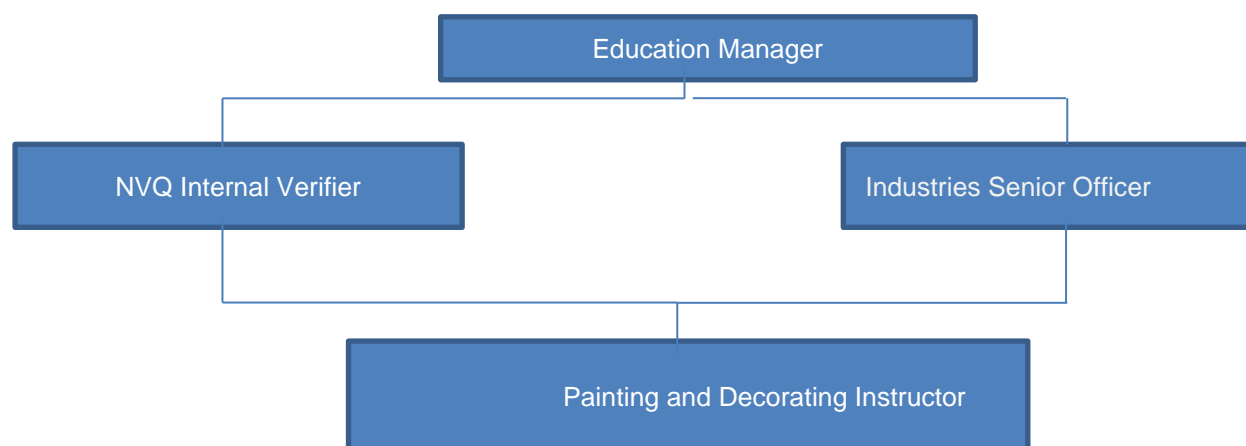 Education Manager
NVQ Internal Verifier
Industries Senior Officer
Painting and Decorating Instructor